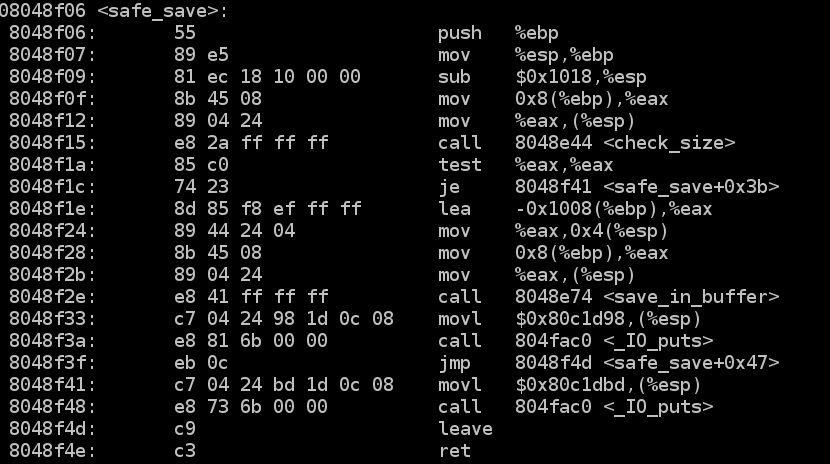 08048f06 <safe_save>:
8048f06: 55 push %ebp
8048f07: 89 e5 mov %esp,%ebp
8048f09: 81 ec 18 10 00 00 sub $0x1018,%esp
8048f0f: 8b 45 08 mov 0x8(%ebp),%eax
8048f12: 89 04 24 mov %eax,(%esp)
8048f15: e8 2a ff ff ff call 8048e44 <check_size>
8048f1a: 85 c0 test %eax,%eax
8048f1c: 74 23 je 8048f41 <safe_save+0x3b>
8048f1e: 8d 85 f8 ef ff ff lea -0x1008(%ebp),%eax
8048f24: 89 44 24 04 mov %eax,0x4(%esp)
8048f28: 8b 45 08 mov 0x8(%ebp),%eax
8048f2b: 89 04 24 mov %eax,(%esp)
8048f2e: e8 41 ff ff ff call 8048e74 <save_in_buffer>
8048f33: c7 04 24 98 1d 0c 08 movl $0x80c1d98,(%esp)
8048f3a: e8 81 6b 00 00 call 804fac0 <_IO_puts>
8048f3f: eb 0c jmp 8048f4d <safe_save+0x47>
8048f41: c7 04 24 bd 1d 0c 08 movl $0x80c1dbd,(%esp)
8048f48: e8 73 6b 00 00 call 804fac0 <_IO_puts>
8048f4d: c9 leave
8048f4e: c3 ret